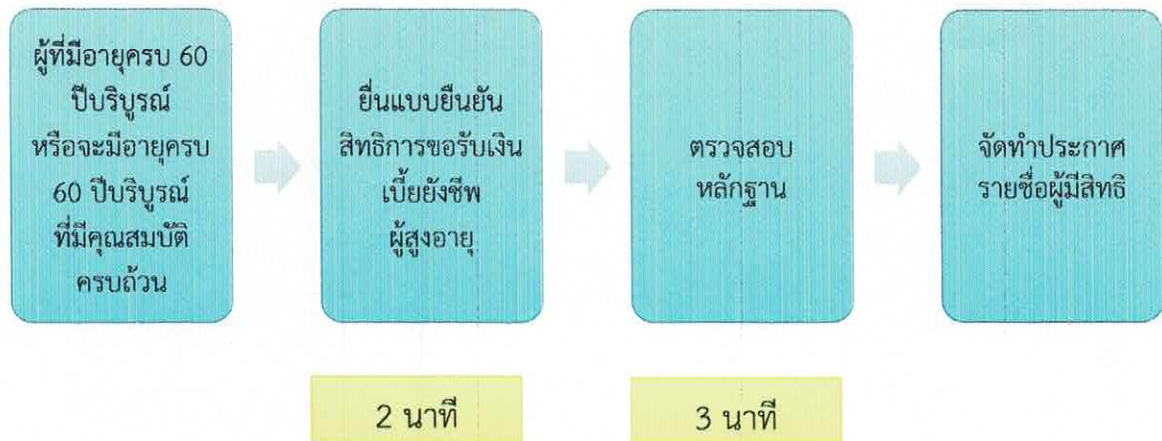 ผู้ที่มีอายุครบ 60
ปีบริบูรณ์
หรือจะมีอายุครบ
60 ปีบริบูรณ์
ที่มีคุณสมบัติ
ครบถ้วน
ยื่นแบบยืนยัน
สิทธิการขอรับเงิน
เบี้ยยังชีพ
ผู้สูงอายุ
ตรวจสอบ
หลักฐาน
จัดทำประกาศ
รายชื่อผู้มีสิทธิ
2 นาที
3 นาที